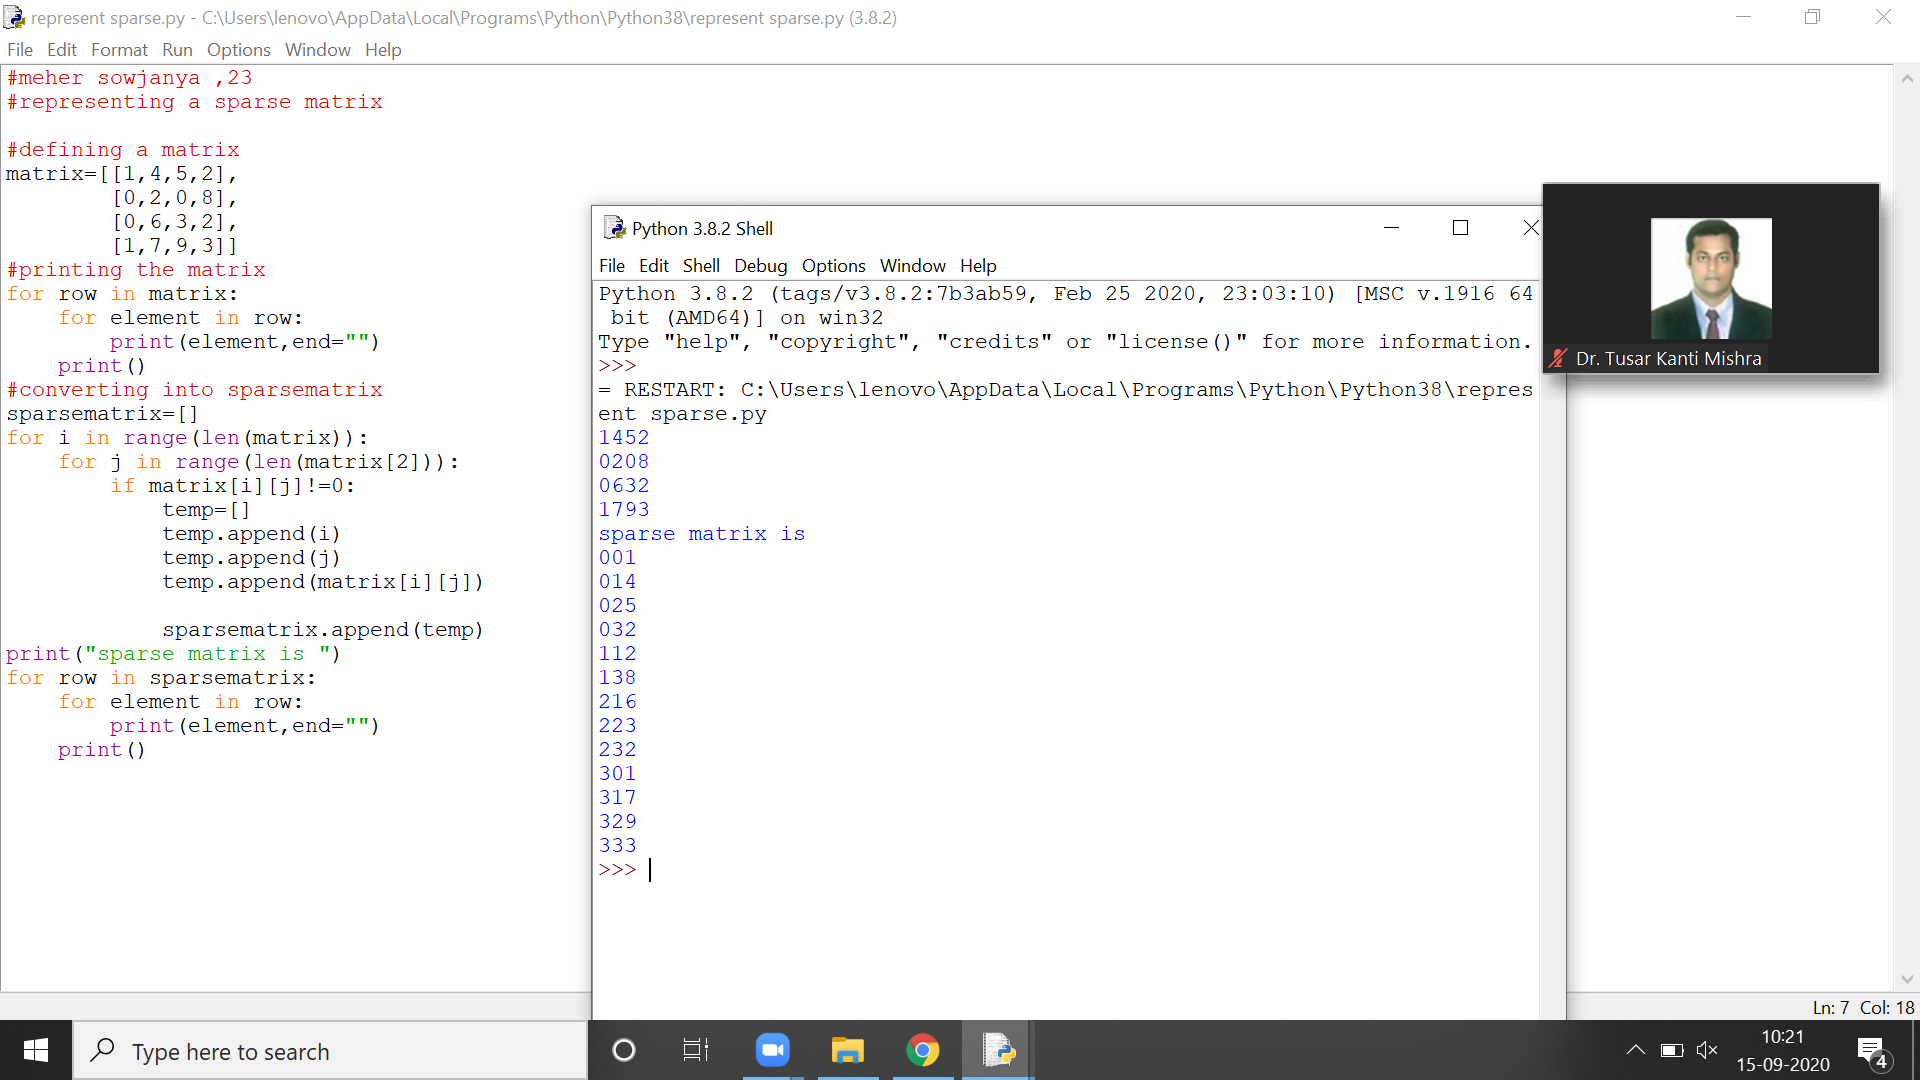 represent sparse.py - C:\Users\lenovo\AppData\Local\Programs\Python\Python38\represent sparse.py (3.8.2)
File Edit Format Run Options Window Help
#meher sowjanya ,23
#representing a sparse matrix
#defining a matrix
matrix=[[1,4,5,2],
[0,2,0,8],
[0,6,3,2],
[1,7,9,3]]
#printing the matrix
for row in matrix:
for element in row:
print(element,end="")
print()
#converting into sparsematrix
sparsematrix=[]
for i in range(len(matrix)):
for j in range(len(matrix[2])):
if matrix[i][j]!=0:
temp=[]
temp.append(i)
temp.append(j)
temp.append(matrix[i][j])
sparsematrix.append(temp)
print("sparse matrix is ")
for row in sparsematrix:
for element in row:
print(element,end="")
print()
Python 3.8.2 Shell
File Edit Shell Debug Options Window Help
Python 3.8.2 (tags/v3.8.2:7b3ab59, Feb 25 2020, 23:03:10) [MSC v.1916 64
bit (AMD64)] on win32
Type "help", "copyright", "credits" or "license()" for more information.
>>>
= RESTART: C:\Users\lenovo\AppData\Local\Programs\Python\Python38\repres
ent sparse.py
1452
0208
0632
1793
sparse matrix is
001
014
025
032
112
138
216
223
232
301
317
329
333
>>>
Dr. Tusar Kanti Mishra
Ln: 7 Col: 18
Type here to search
10:21
15-09-2020
4